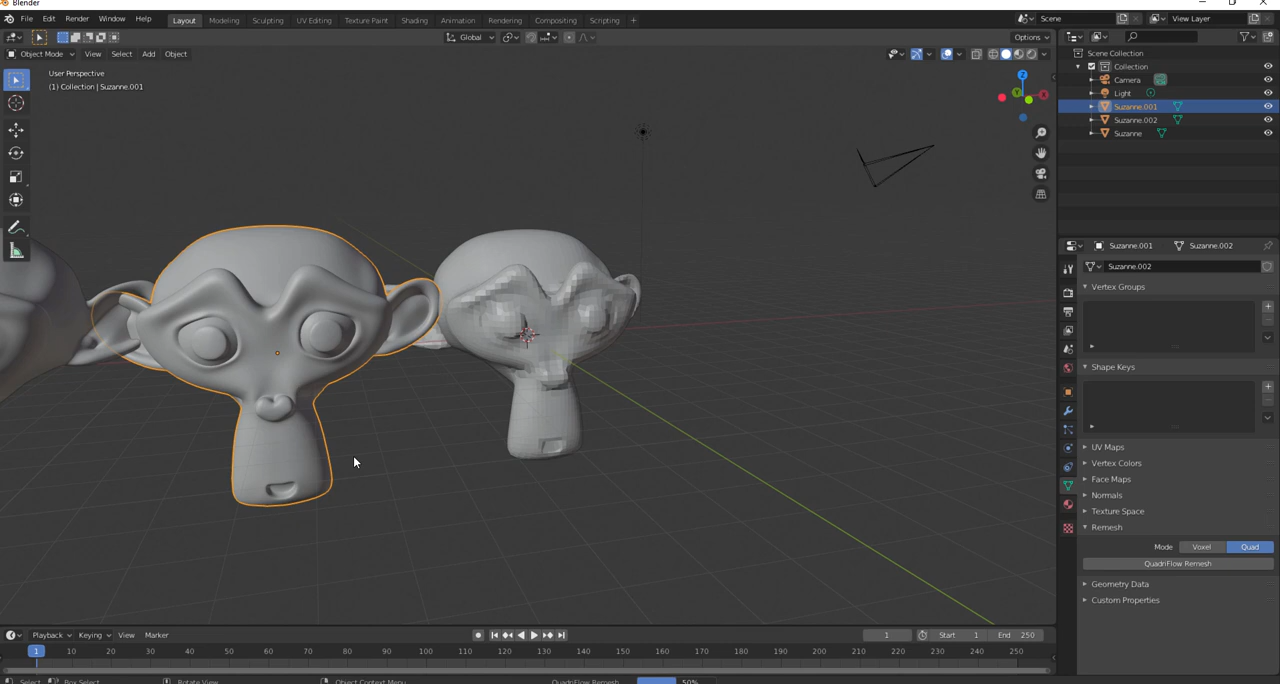 Blender
File Edit Render Window Help Layout Modeling Sculpting UV Editing Texture Paint Shading Animation Rendering Compositing Scripting + Scene View Layer
Global Options
Object Mode View Select Add Object
User Perspective
(1) Collection | Suzanne.001
Z
Y
X
Scene Collection
Collection
Camera
Light
Suzanne.001
Suzanne.002
Suzanne
Suzanne.001 Suzanne.002
Suzanne.002
Vertex Groups
Shape Keys
UV Maps
Vertex Colors
Face Maps
Normals
Texture Space
Remesh
Mode Voxel Quad
QuadriFlow Remesh
Geometry Data
Custom Properties
Playback Keying View Marker 1 Start 1 End 250
1 10 20 30 40 50 60 70 80 90 100 110 120 130 140 150 160 170 180 190 200 210 220 230 240 250
Select Box Select Rotate View Object Context Menu QuadriFlow Remesh 50%